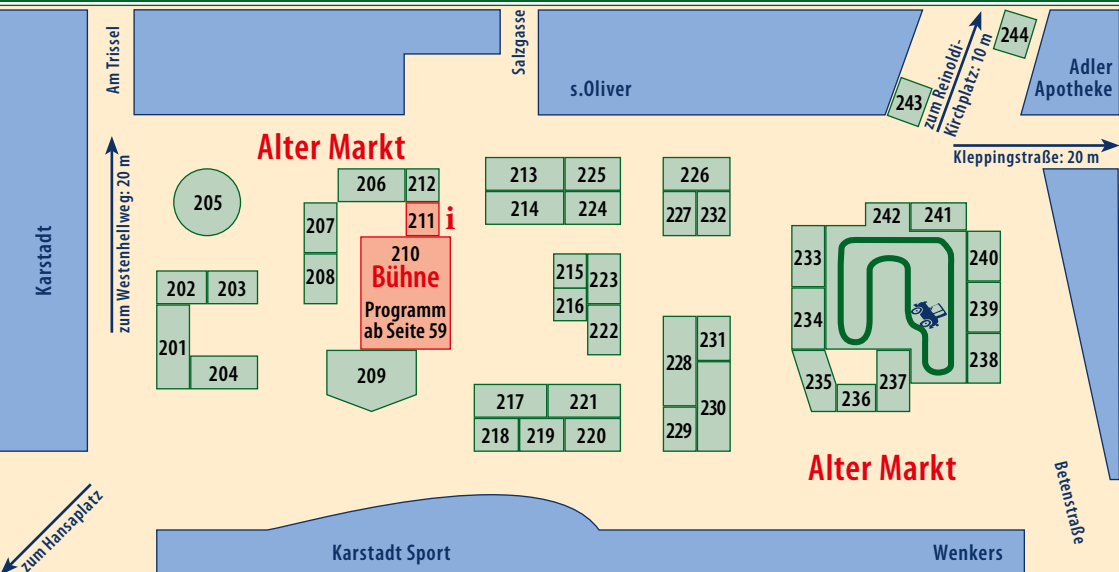 Am Trissel
Salzgasse
s.Oliver
244
243
zum Reinoldi-
Kirchplatz: 10 m
Adler
Apotheke
Kleppingstraße: 20 m
Alter Markt
Karstadt
zum Westenhellweg: 20 m
205
206
212
207
211
i
208
210
Bühne
Programm
ab Seite 59
202
203
201
204
209
213
225
214
224
215
223
216
222
217
221
218
219
220
226
227
232
228
231
230
229
242
241
233
240
234
239
238
235
236
237
Alter Markt
Betenstraße
zum Hansaplatz
Karstadt Sport
Wenkers